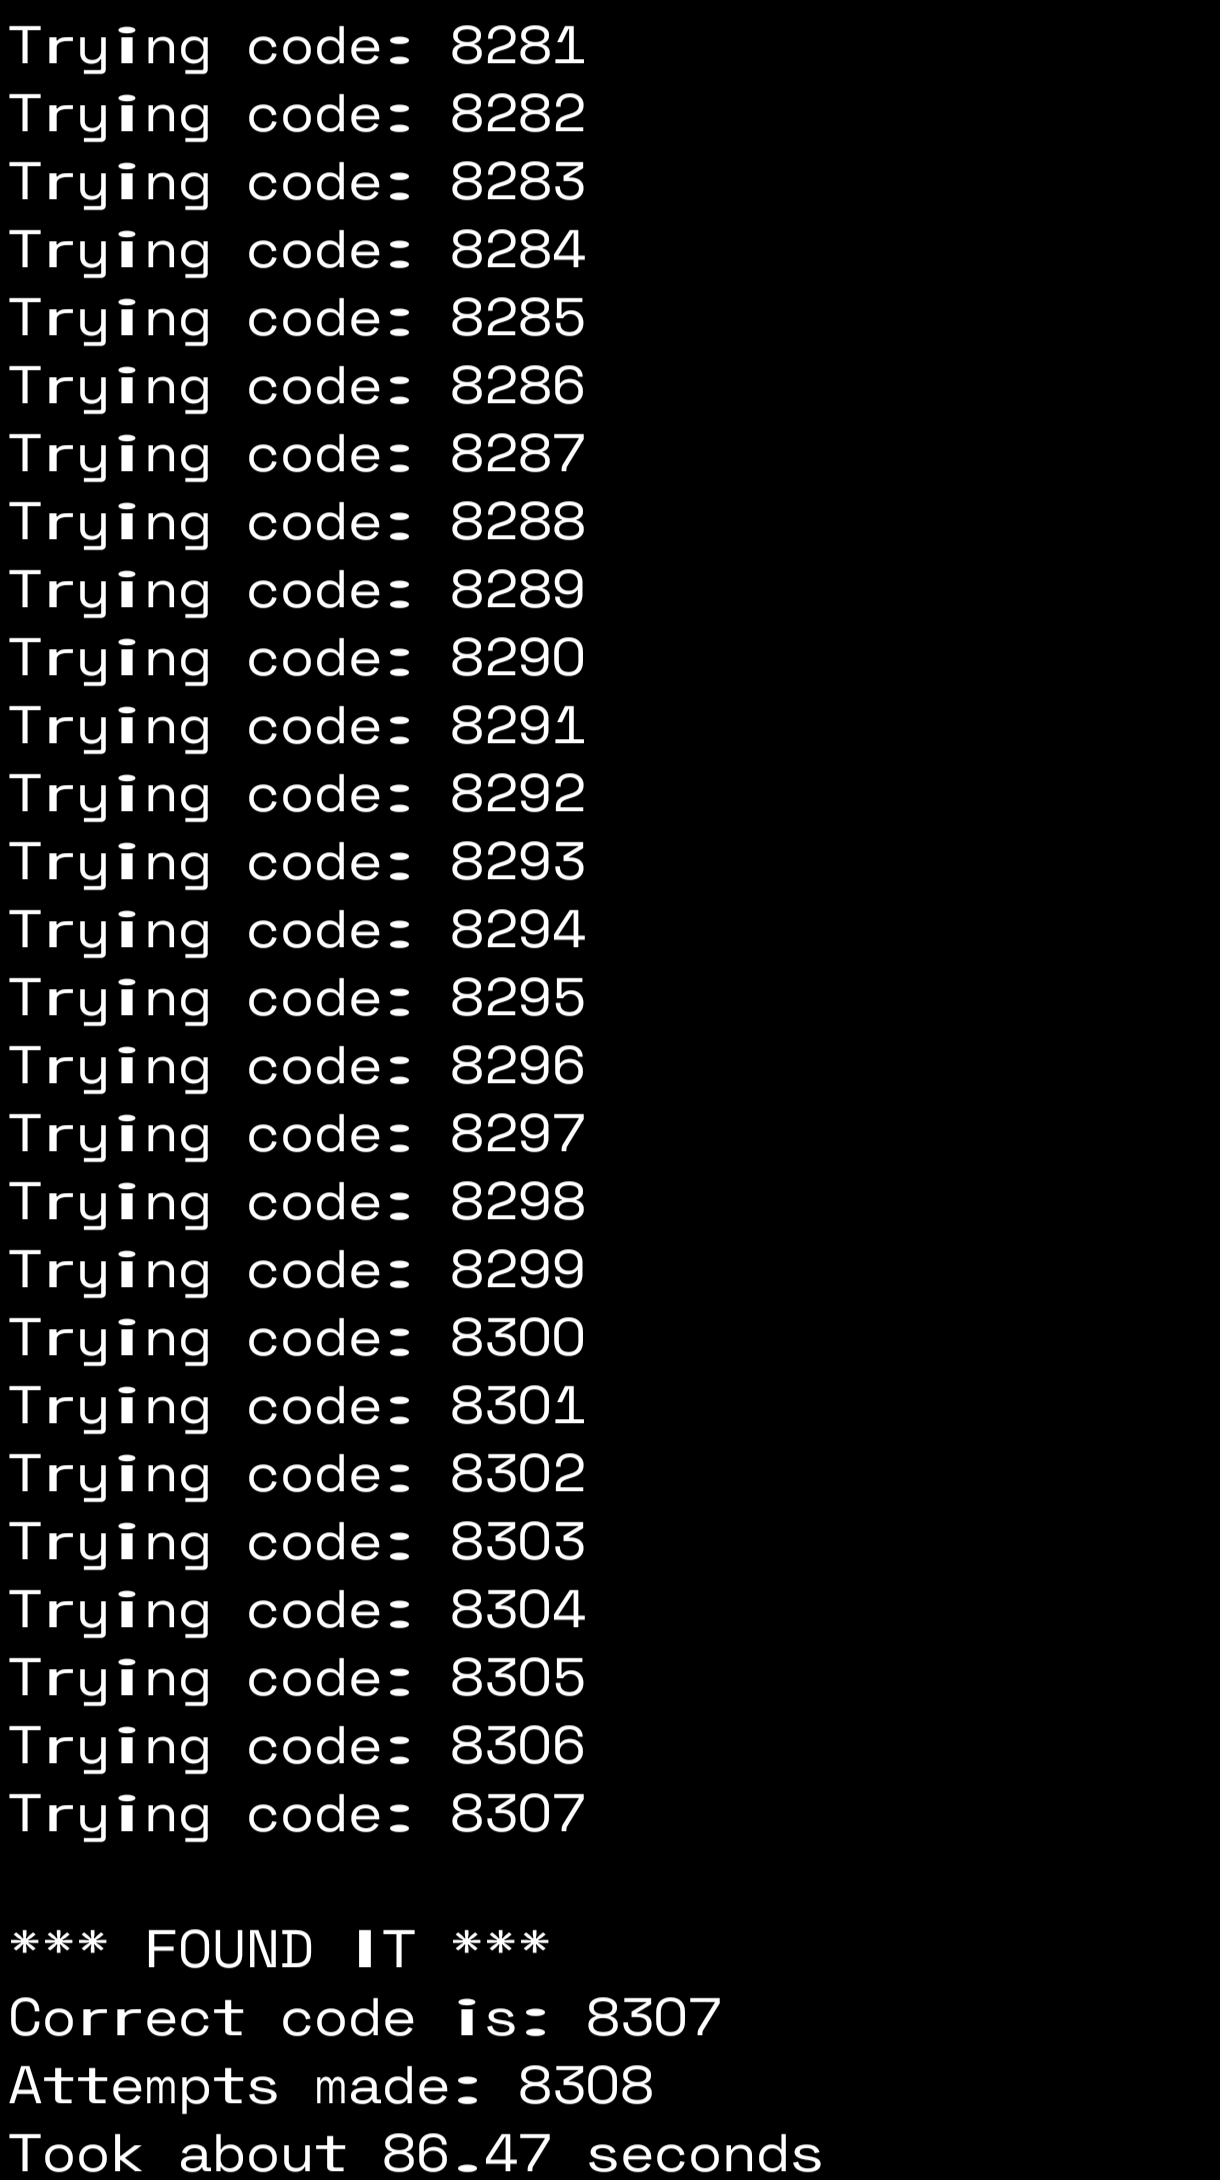 Trying code: 8281
Trying code: 8282
Trying code: 8283
Trying code: 8284
Trying code: 8285
Trying code: 8286
Trying code: 8287
Trying code: 8288
Trying code: 8289
Trying code: 8290
Trying code: 8291
Trying code: 8292
Trying code: 8293
Trying code: 8294
Trying code: 8295
Trying code: 8296
Trying code: 8297
Trying code: 8298
Trying code: 8299
Trying code: 8300
Trying code: 8301
Trying code: 8302
Trying code: 8303
Trying code: 8304
Trying code: 8305
Trying code: 8306
Trying code: 8307
*** FOUND IT ***
Correct code is: 8307
Attempts made: 8308
Took about 86.47 seconds